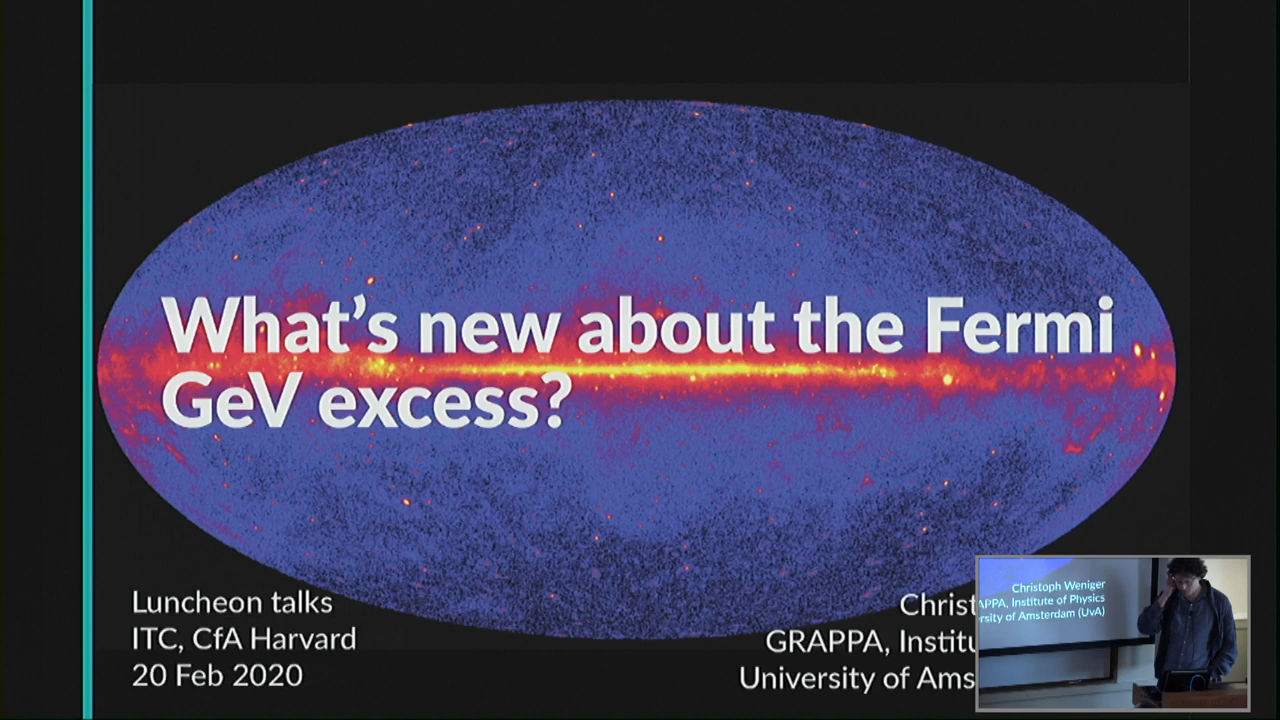 What's new about the Fermi
GeV excess?
Luncheon talks
ITC, CfA Harvard
20 Feb 2020
Christ
GRAPPA, Institu
University of Ams
Christoph Weniger
APPA, Institute of Physics
rsity of Amsterdam (UvA)